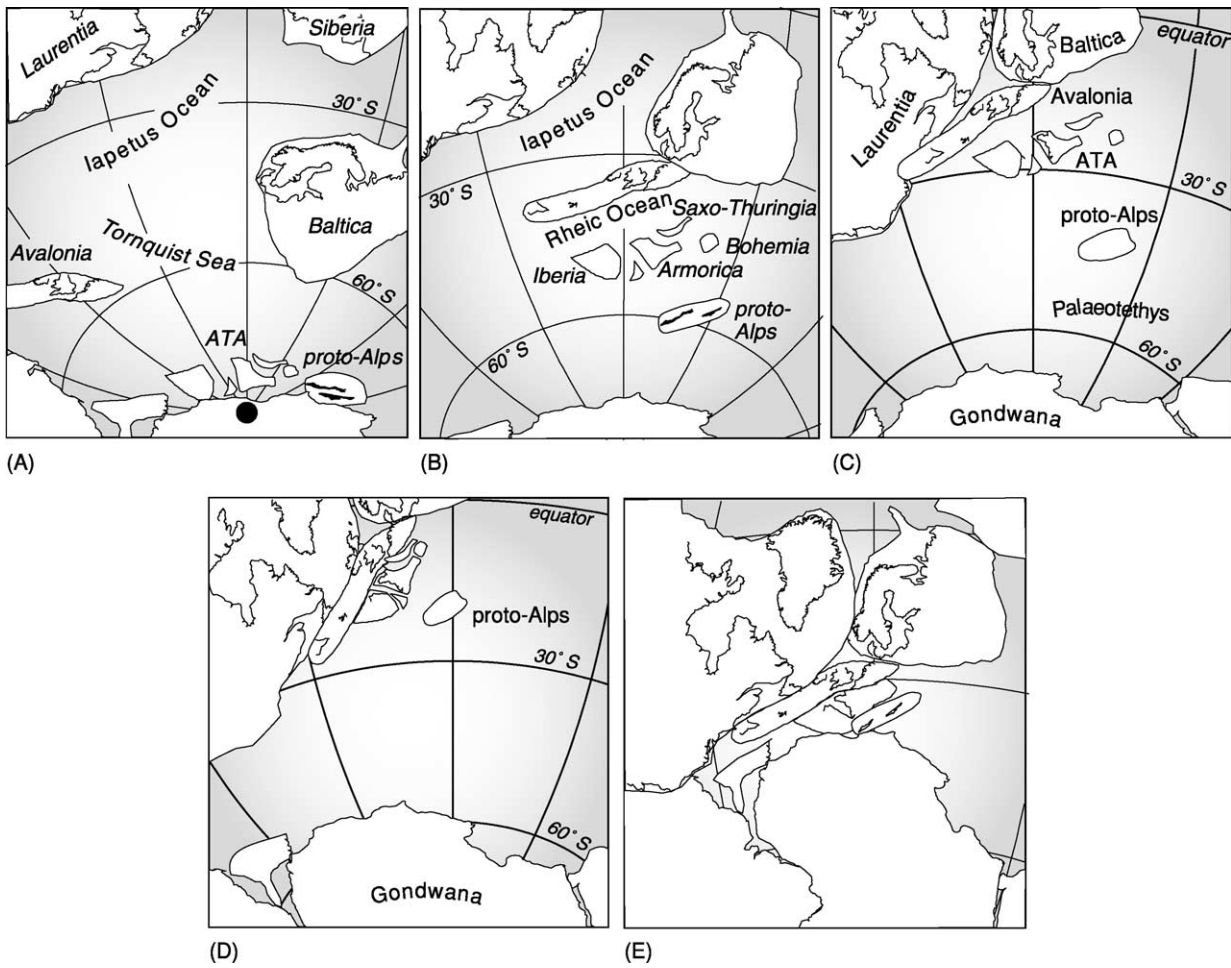 Laurentia
Siberia
Iapetus Ocean
30° S
Baltica
Tornquist Sea
Avalonia
60° S
ATA
proto-Alps
(A)
Iapetus Ocean
30° S
Rheic Ocean
Saxo-Thuringia
Bohemia
Iberia
Armorica
proto-
Alps
60° S
(B)
Baltica
equator
Laurentia
Avalonia
ATA
30° S
proto-Alps
Palaeotethys
60° S
Gondwana
(C)
equator
proto-Alps
30° S
60° S
Gondwana
(D)
(E)